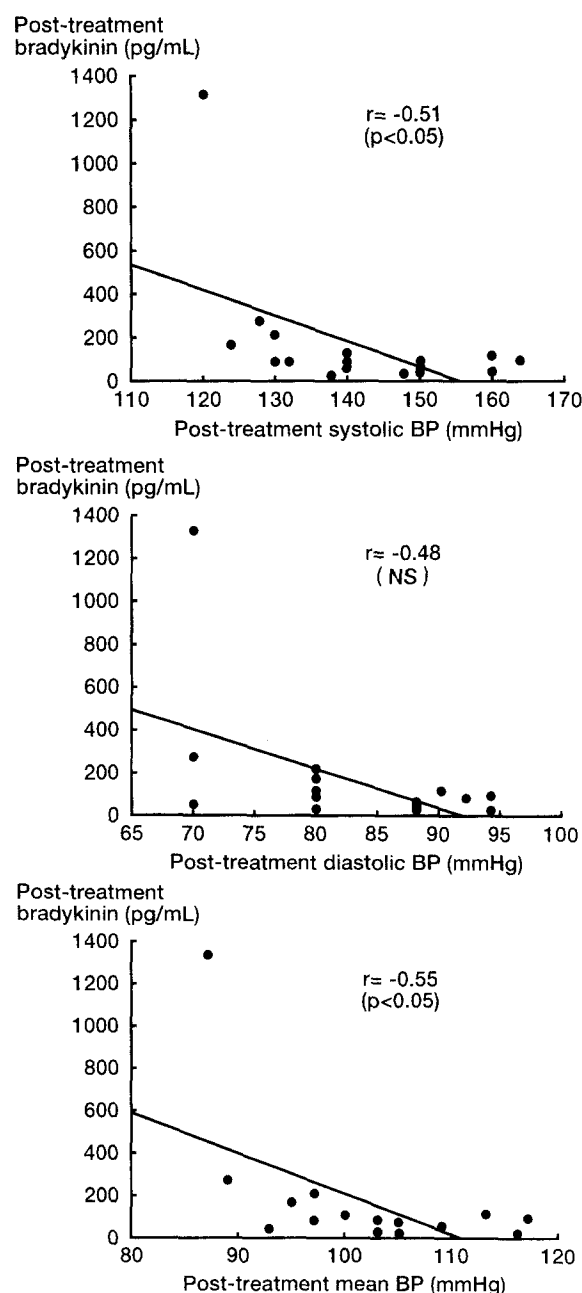 Post-treatment
bradykinin (pg/mL)
1400
1200
1000
800
600
400
200
0
r= -0.51
(p<0.05)
110 120 130 140 150 160 170
Post-treatment systolic BP (mmHg)
Post-treatment
bradykinin (pg/mL)
1400
1200
1000
800
600
400
200
0
r= -0.48
( NS )
65 70 75 80 85 90 95 100
Post-treatment diastolic BP (mmHg)
Post-treatment
bradykinin (pg/mL)
1400
1200
1000
800
600
400
200
0
r= -0.55
(p<0.05)
80 90 100 110 120
Post-treatment mean BP (mmHg)